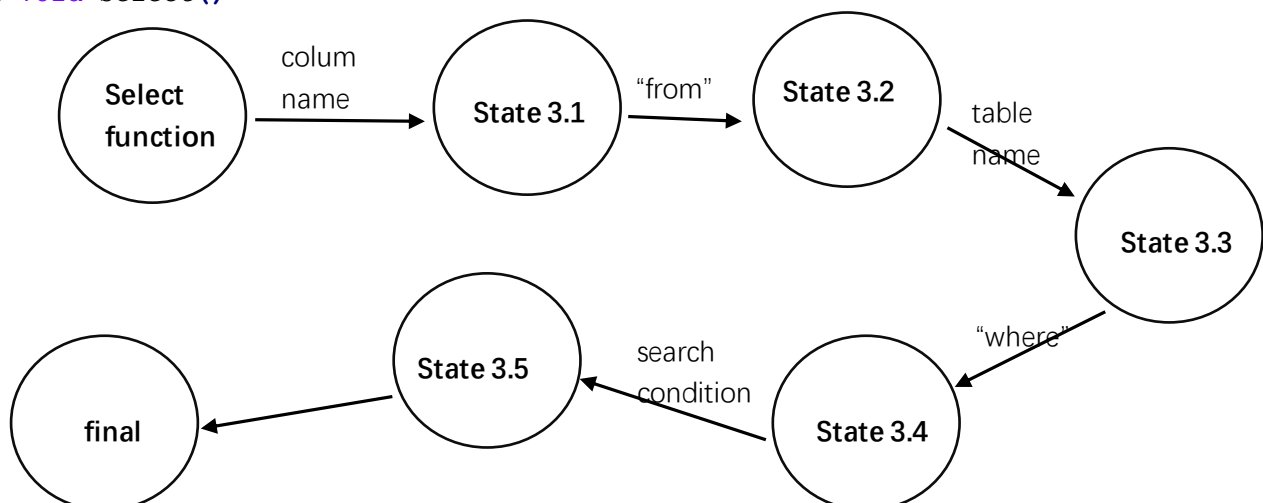 void select()
Select
function
colum
name
State 3.1
“from”
State 3.2
table
name
State 3.3
“where”
State 3.4
search
condition
State 3.5
final